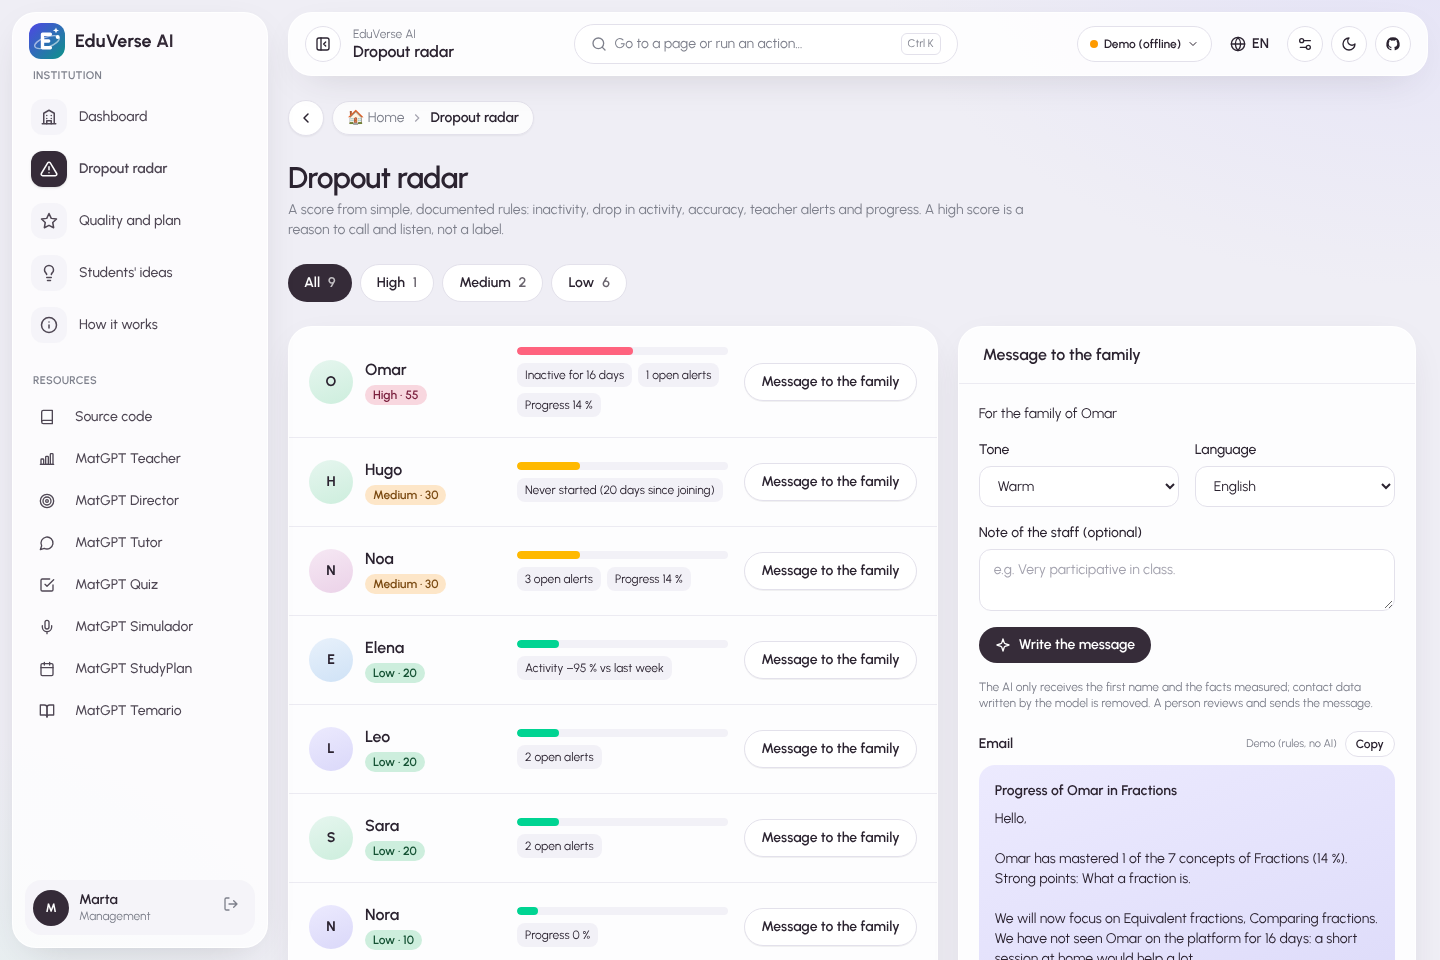 EduVerse AI
INSTITUTION
Dashboard
Dropout radar
Quality and plan
Students' ideas
How it works
RESOURCES
Source code
MatGPT Teacher
MatGPT Director
MatGPT Tutor
MatGPT Quiz
MatGPT Simulador
MatGPT StudyPlan
MatGPT Temario
M
Marta
Management
EduVerse AI
Dropout radar
Go to a page or run an action...
Ctrl K
Demo (offline)
EN
Home
Dropout radar
Dropout radar
A score from simple, documented rules: inactivity, drop in activity, accuracy, teacher alerts and progress. A high score is a
reason to call and listen, not a label.
All 9
High 1
Medium 2
Low 6
O
Omar
High · 55
Inactive for 16 days
1 open alerts
Progress 14 %
Message to the family
H
Hugo
Medium · 30
Never started (20 days since joining)
Message to the family
N
Noa
Medium · 30
3 open alerts
Progress 14 %
Message to the family
E
Elena
Low · 20
Activity −95 % vs last week
Message to the family
L
Leo
Low · 20
2 open alerts
Message to the family
S
Sara
Low · 20
2 open alerts
Message to the family
N
Nora
Low · 10
Progress 0 %
Message to the family
Message to the family
For the family of Omar
Tone
Language
Warm
English
Note of the staff (optional)
e.g. Very participative in class.
Write the message
The AI only receives the first name and the facts measured; contact data
written by the model is removed. A person reviews and sends the message.
Email
Demo (rules, no AI)
Copy
Progress of Omar in Fractions
Hello,
Omar has mastered 1 of the 7 concepts of Fractions (14 %).
Strong points: What a fraction is.
We will now focus on Equivalent fractions, Comparing fractions.
We have not seen Omar on the platform for 16 days: a short
session at home would help a lot.